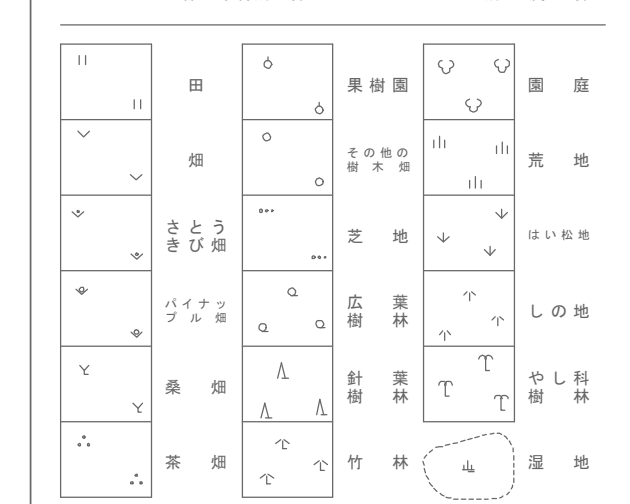 田
畑
さとう
きび畑
パイナッ
プル畑
桑畑
茶畑
果樹園
その他の
樹木畑
芝地
広葉
樹林
針葉
樹林
竹林
園庭
荒地
はい松地
しの地
やし科
樹林
湿地